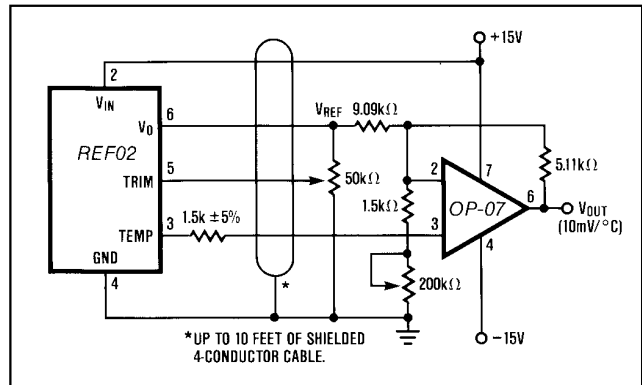 +15V
2
VIN
VO
6
VREF
9.09kΩ
REF02
5
TRIM
50kΩ
2
7
5.11kΩ
1.5kΩ
OP-07
6
VOUT
(10mV/°C)
TEMP
3
1.5k ±5%
3
4
GND
4
*
200kΩ
*UP TO 10 FEET OF SHIELDED
4-CONDUCTOR CABLE.
−15V